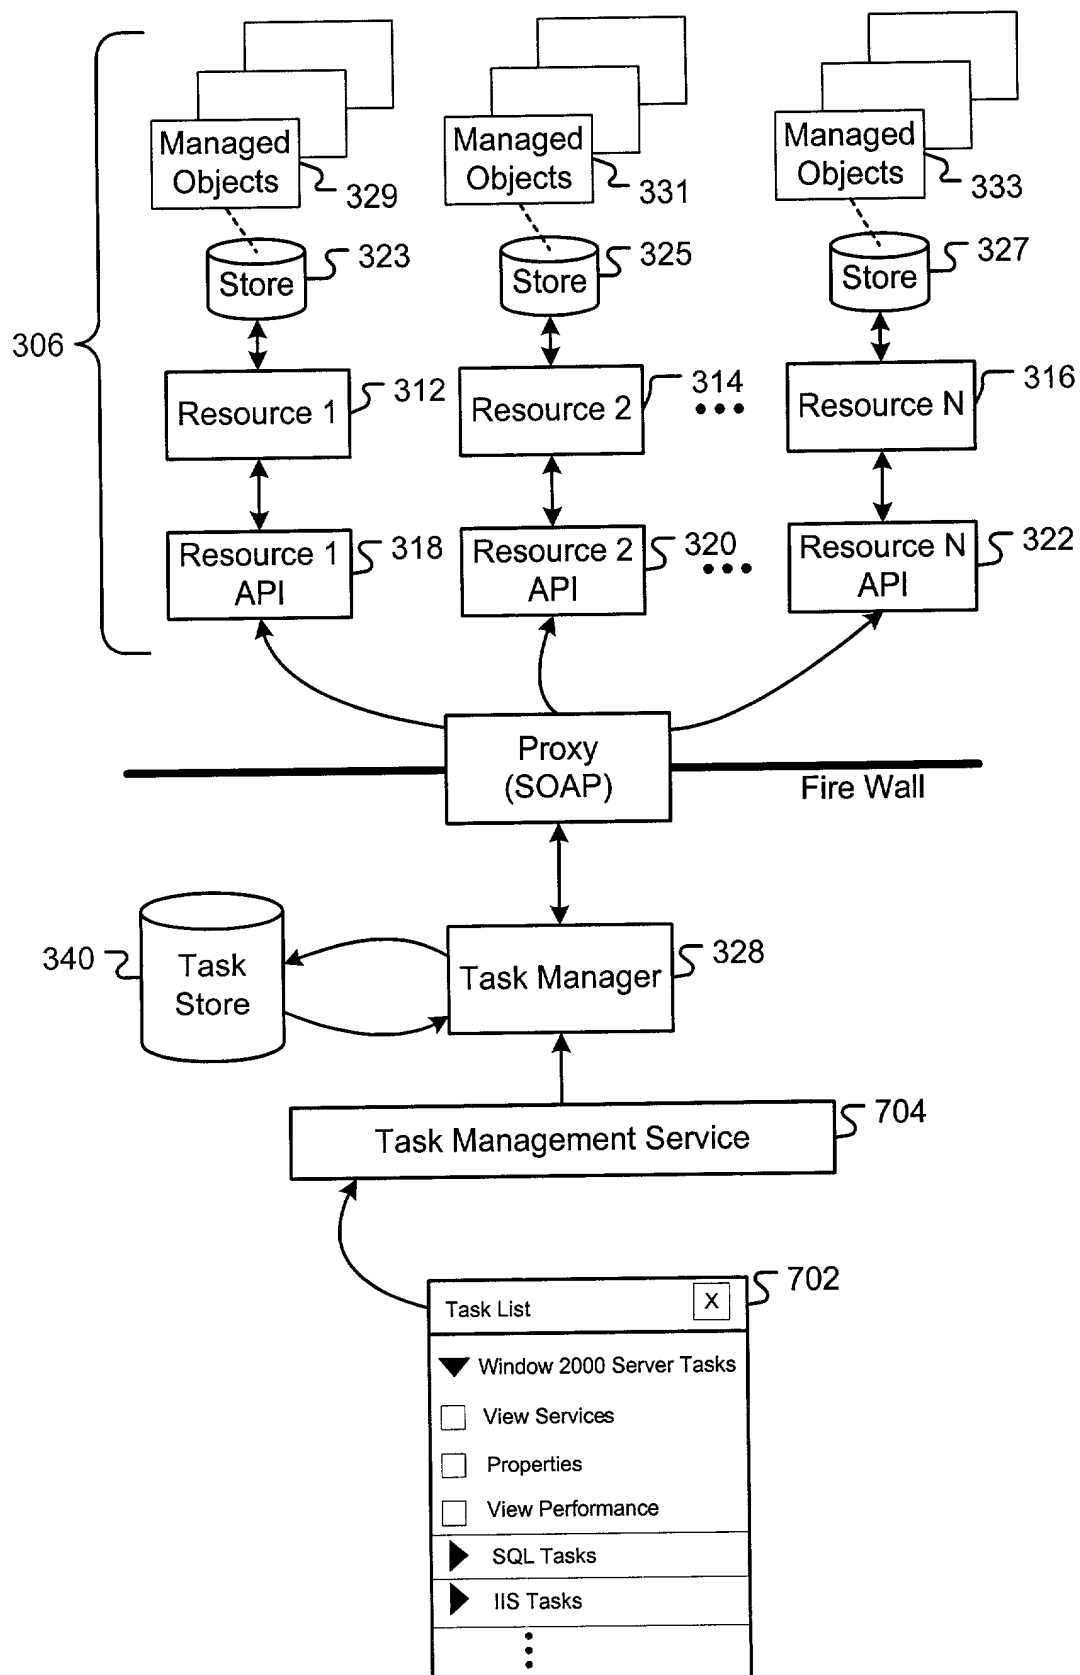 Managed
Objects
329
Managed
Objects
331
Managed
Objects
333
Store
323
Store
325
Store
327
306
Resource 1
312
Resource 2
314
•••
Resource N
316
Resource 1
API
318
Resource 2
API
320
•••
Resource N
API
322
Proxy
(SOAP)
Fire Wall
340
Task
Store
Task Manager
328
Task Management Service
704
Task List
X
702
Window 2000 Server Tasks
View Services
Properties
View Performance
SQL Tasks
IIS Tasks